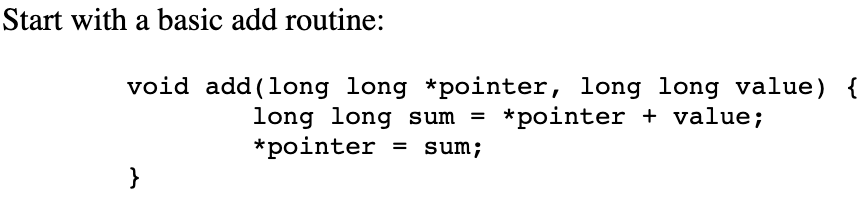 Start with a basic add routine:
void add(long long *pointer, long long value) {
long long sum = *pointer + value;
*pointer = sum;
}